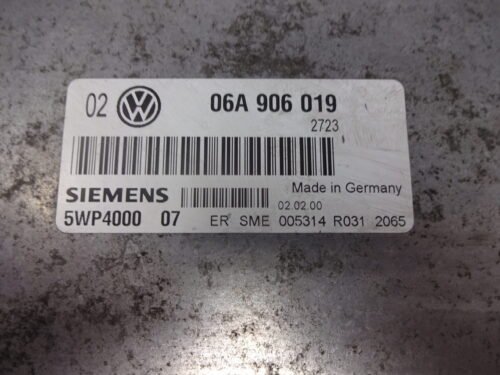 02 VW 06A 906 019
2723
SIEMENS Made in Germany
02.02.00
5WP4000 07 ER SME 005314 R031 2065